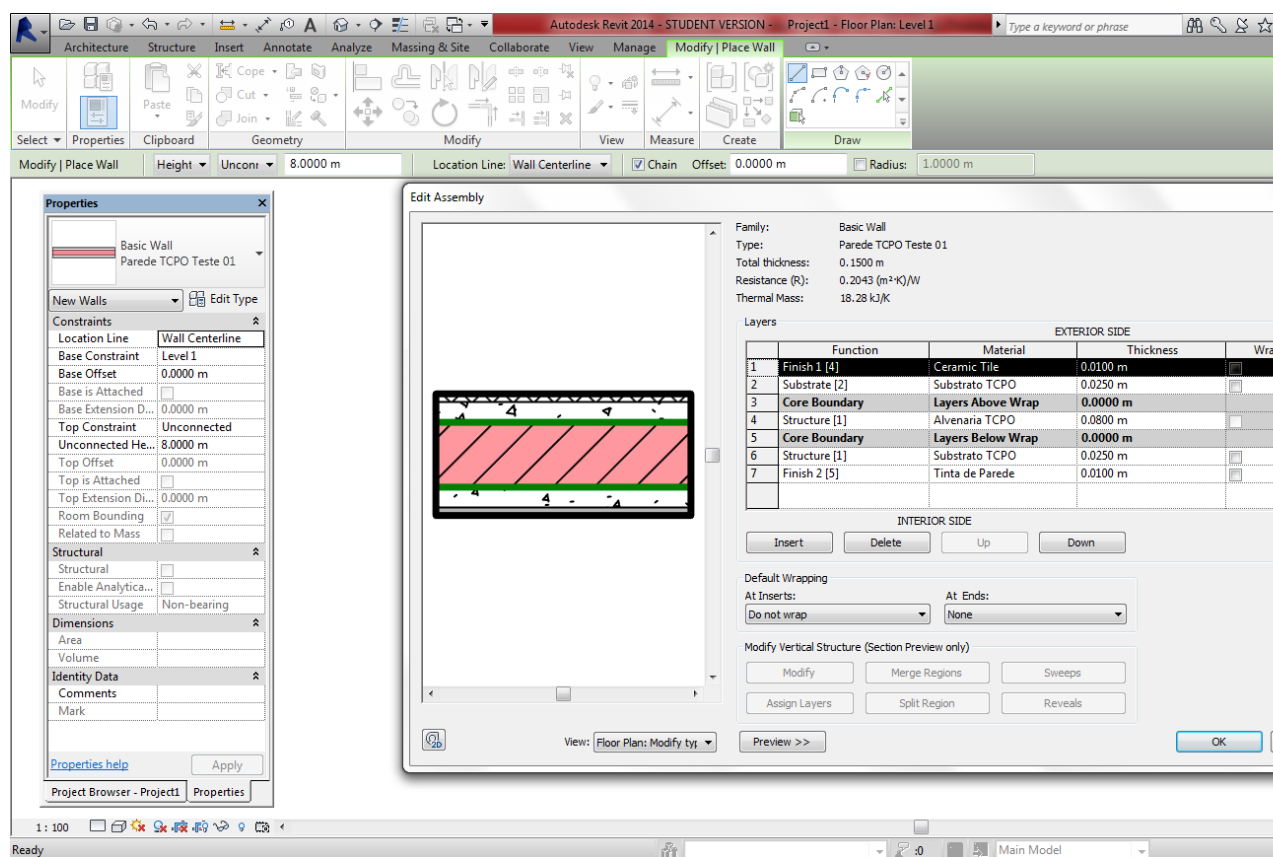 Autodesk Revit 2014 - STUDENT VERSION - Project1 - Floor Plan: Level 1 Type a keyword or phrase
Architecture Structure Insert Annotate Analyze Massing & Site Collaborate View Manage Modify | Place Wall
Modify Paste Cope Cut Join
Select Properties Clipboard Geometry Modify View Measure Create Draw
Modify | Place Wall Height 8.0000 m Location Line: Wall Centerline Chain Offset: 0.0000 m Radius: 1.0000 m
Properties
Basic Wall
Parede TCPO Teste 01
New Walls Edit Type
Constraints
Location Line Wall Centerline
Base Constraint Level 1
Base Offset 0.0000 m
Base is Attached
Base Extension D... 0.0000 m
Top Constraint Unconnected
Unconnected He... 8.0000 m
Top Offset 0.0000 m
Top is Attached
Top Extension Di... 0.0000 m
Room Bounding
Related to Mass
Structural
Structural
Enable Analytica...
Structural Usage Non-bearing
Dimensions
Area
Volume
Identity Data
Comments
Mark
Properties help Apply
Project Browser - Project1 Properties
Edit Assembly
Family: Basic Wall
Type: Parede TCPO Teste 01
Total thickness: 0.1500 m
Resistance (R): 0.2043 (m²·K)/W
Thermal Mass: 18.28 kJ/K
Layers
EXTERIOR SIDE
Function Material Thickness Wra
1 Finish 1 [4] Ceramic Tile 0.0100 m
2 Substrate [2] Substrato TCPO 0.0250 m
3 Core Boundary Layers Above Wrap 0.0000 m
4 Structure [1] Alvenaria TCPO 0.0800 m
5 Core Boundary Layers Below Wrap 0.0000 m
6 Structure [1] Substrato TCPO 0.0250 m
7 Finish 2 [5] Tinta de Parede 0.0100 m
INTERIOR SIDE
Insert Delete Up Down
Default Wrapping
At Inserts: At Ends:
Do not wrap None
Modify Vertical Structure (Section Preview only)
Modify Merge Regions Sweeps
Assign Layers Split Region Reveals
View: Floor Plan: Modify typ Preview >> OK
1 : 100
Ready :0 Main Model